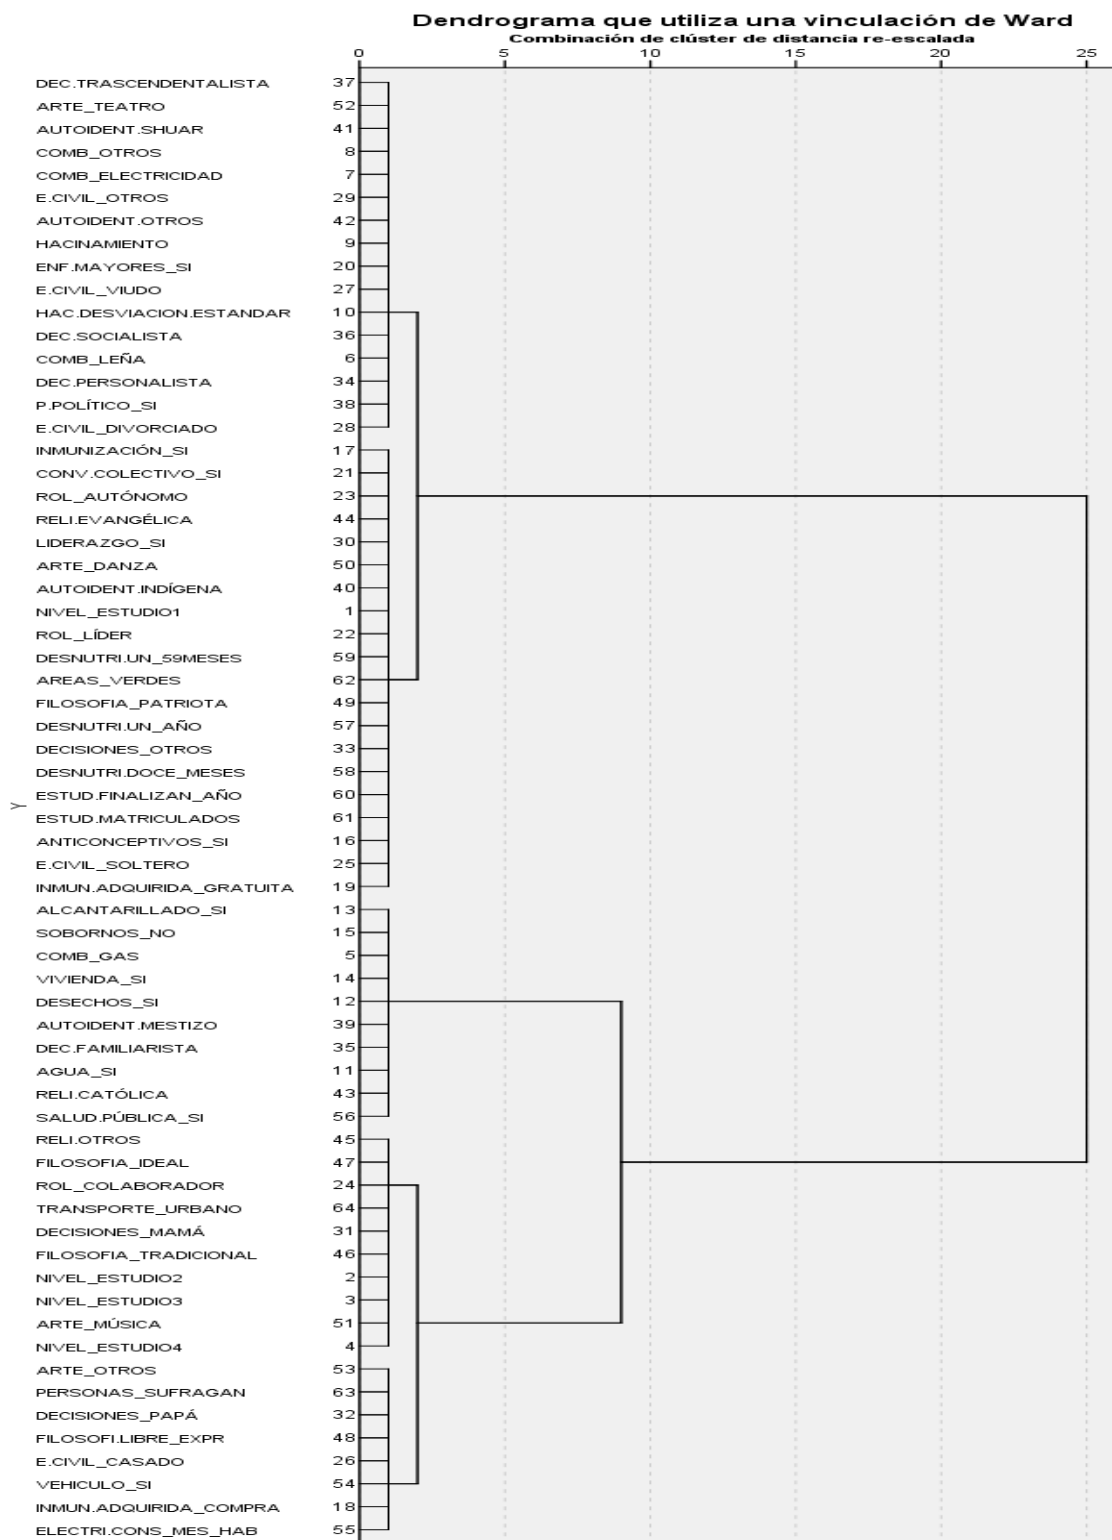 Dendrograma que utiliza una vinculación de Ward
Combinación de clúster de distancia re-escalada
0 5 10 15 20 25
DEC.TRASCENDENTALISTA 37
ARTE_TEATRO 52
AUTOIDENT.SHUAR 41
COMB_OTROS 8
COMB_ELECTRICIDAD 7
E.CIVIL_OTROS 29
AUTOIDENT.OTROS 42
HACINAMIENTO 9
ENF.MAYORES_SI 20
E.CIVIL_VIUDO 27
HAC.DESVIACION.ESTANDAR 10
DEC.SOCIALISTA 36
COMB_LEÑA 6
DEC.PERSONALISTA 34
P.POLÍTICO_SI 38
E.CIVIL_DIVORCIADO 28
INMUNIZACIÓN_SI 17
CONV.COLECTIVO_SI 21
ROL_AUTÓNOMO 23
RELI.EVANGÉLICA 44
LIDERAZGO_SI 30
ARTE_DANZA 50
AUTOIDENT.INDÍGENA 40
NIVEL_ESTUDIO1 1
ROL_LÍDER 22
DESNUTRI.UN_59MESES 59
AREAS_VERDES 62
FILOSOFIA_PATRIOTA 49
DESNUTRI.UN_AÑO 57
DECISIONES_OTROS 33
DESNUTRI.DOCE_MESES 58
ESTUD.FINALIZAN_AÑO 60
Y
ESTUD.MATRICULADOS 61
ANTICONCEPTIVOS_SI 16
E.CIVIL_SOLTERO 25
INMUN.ADQUIRIDA_GRATUITA 19
ALCANTARILLADO_SI 13
SOBORNOS_NO 15
COMB_GAS 5
VIVIENDA_SI 14
DESECHOS_SI 12
AUTOIDENT.MESTIZO 39
DEC.FAMILIARISTA 35
AGUA_SI 11
RELI.CATÓLICA 43
SALUD.PÚBLICA_SI 56
RELI.OTROS 45
FILOSOFIA_IDEAL 47
ROL_COLABORADOR 24
TRANSPORTE_URBANO 64
DECISIONES_MAMÁ 31
FILOSOFIA_TRADICIONAL 46
NIVEL_ESTUDIO2 2
NIVEL_ESTUDIO3 3
ARTE_MÚSICA 51
NIVEL_ESTUDIO4 4
ARTE_OTROS 53
PERSONAS_SUFRAGAN 63
DECISIONES_PAPÁ 32
FILOSOFI.LIBRE_EXPR 48
E.CIVIL_CASADO 26
VEHICULO_SI 54
INMUN.ADQUIRIDA_COMPRA 18
ELECTRI.CONS_MES_HAB 55